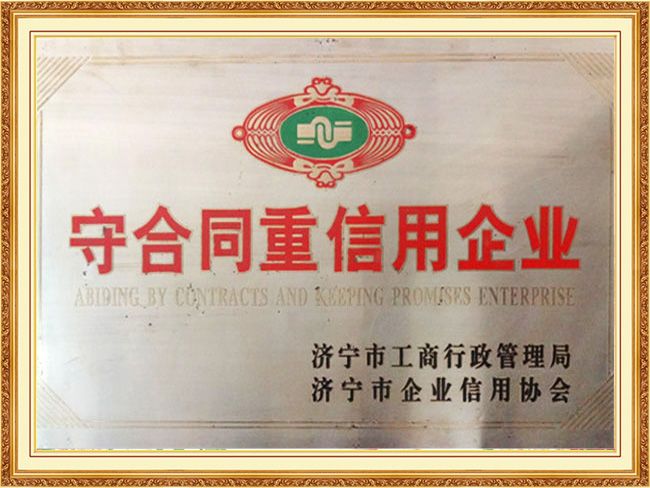 守合同重信用企业
ABIDING BY CONTRACTS AND KEEPING PROMISES ENTERPRISE
济宁市工商行政管理局
济宁市企业信用协会